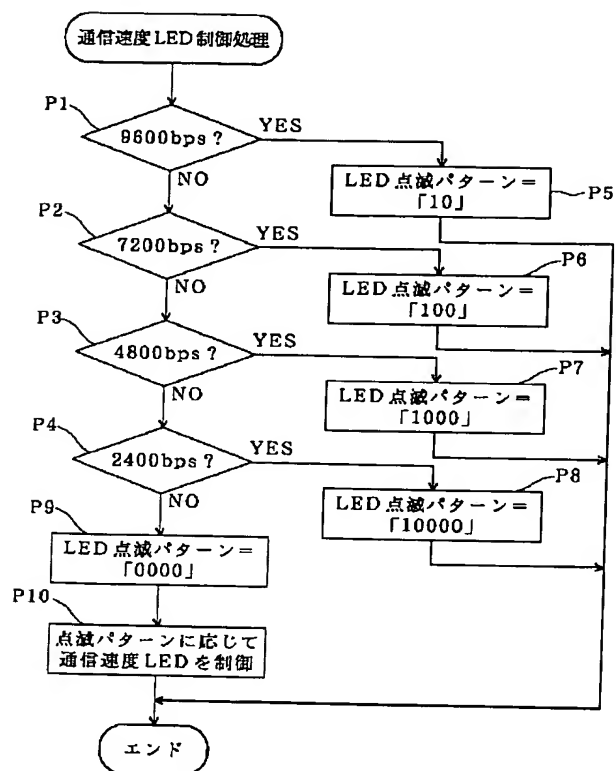 通信速度LED制御処理
P1
9600bps?
YES
NO
LED点滅パターン=
「10」
P5
P2
7200bps?
YES
NO
P6
LED点滅パターン=
「100」
P3
4800bps?
YES
NO
P7
LED点滅パターン=
「1000」
P4
2400bps?
YES
NO
P8
LED点滅パターン=
「10000」
P9
LED点滅パターン=
「0000」
P10
点滅パターンに応じて
通信速度LEDを制御
エンド